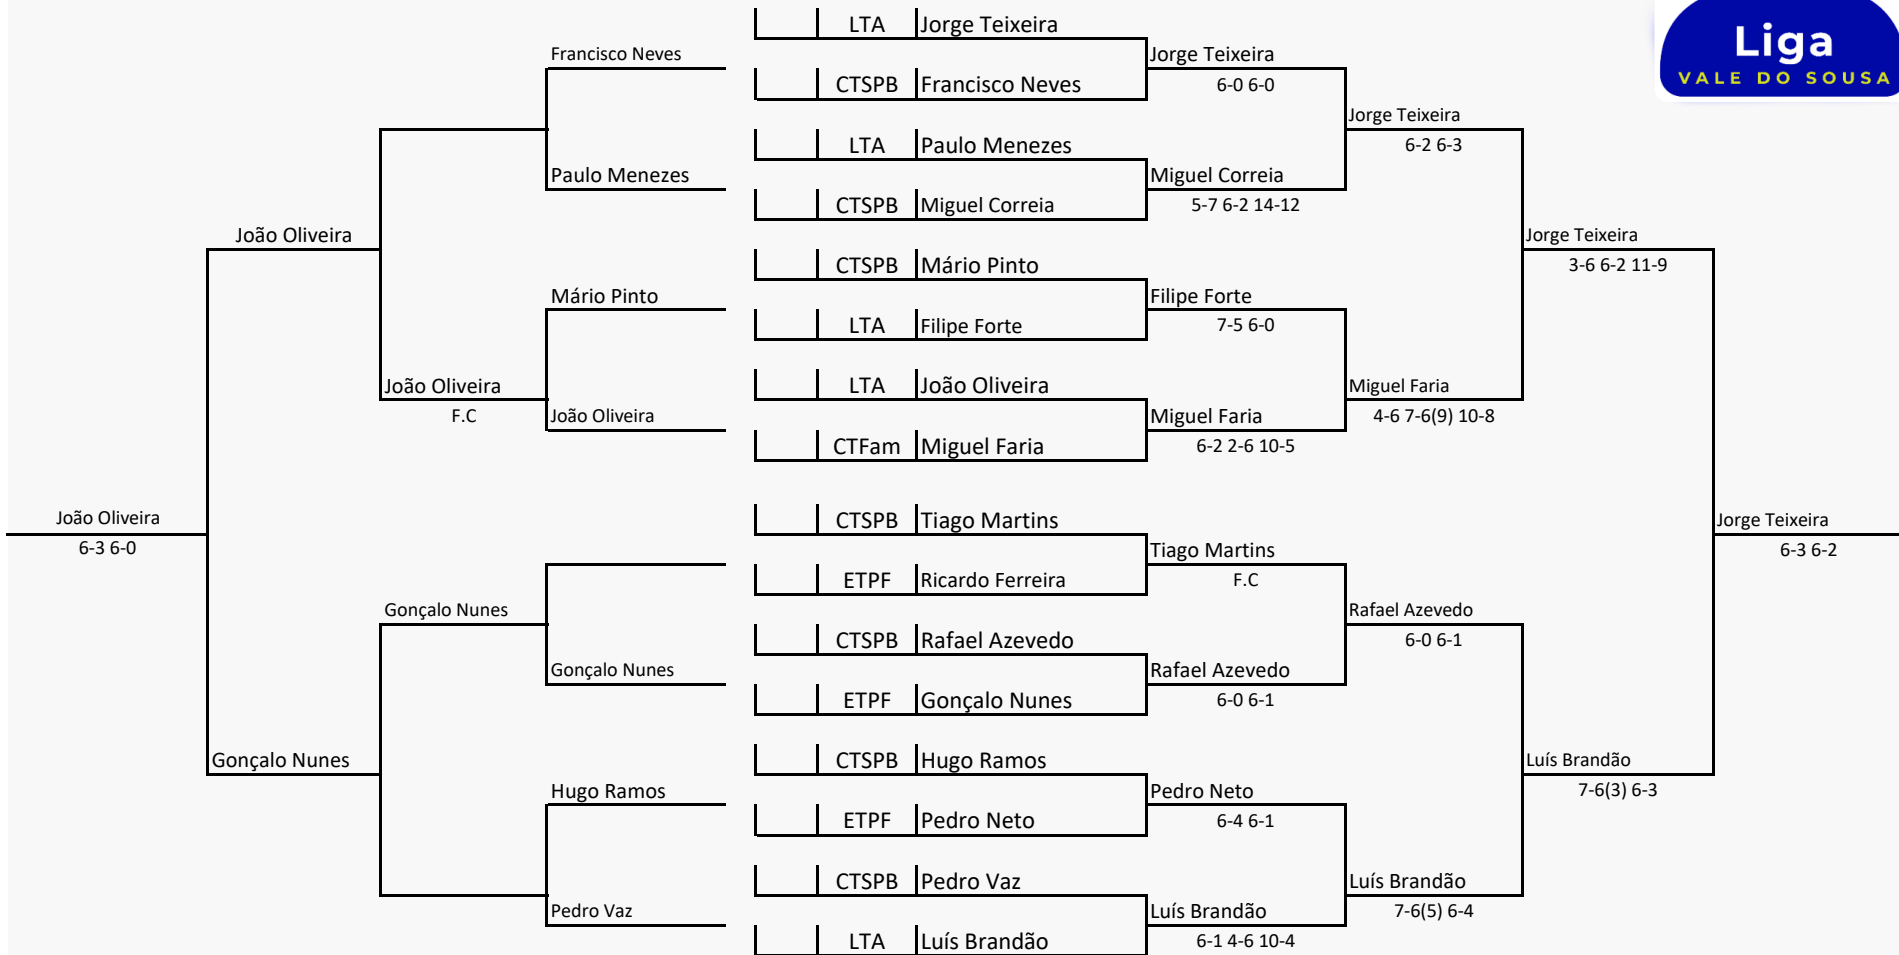 Liga
VALE DO SOUSA
LTA Jorge Teixeira
Francisco Neves
Jorge Teixeira
CTSPB Francisco Neves
6-0 6-0
Jorge Teixeira
LTA Paulo Menezes
6-2 6-3
Paulo Menezes
Miguel Correia
CTSPB Miguel Correia
5-7 6-2 14-12
João Oliveira
Jorge Teixeira
CTSPB Mário Pinto
3-6 6-2 11-9
Mário Pinto
Filipe Forte
LTA Filipe Forte
7-5 6-0
João Oliveira
LTA João Oliveira
Miguel Faria
F.C
João Oliveira
Miguel Faria
4-6 7-6(9) 10-8
CTFam Miguel Faria
6-2 2-6 10-5
João Oliveira
CTSPB Tiago Martins
Jorge Teixeira
6-3 6-0
Tiago Martins
6-3 6-2
ETPF Ricardo Ferreira
F.C
Gonçalo Nunes
Rafael Azevedo
CTSPB Rafael Azevedo
6-0 6-1
Gonçalo Nunes
Rafael Azevedo
ETPF Gonçalo Nunes
6-0 6-1
Gonçalo Nunes
CTSPB Hugo Ramos
Luís Brandão
Hugo Ramos
Pedro Neto
7-6(3) 6-3
ETPF Pedro Neto
6-4 6-1
CTSPB Pedro Vaz
Luís Brandão
Pedro Vaz
Luís Brandão
7-6(5) 6-4
LTA Luís Brandão
6-1 4-6 10-4